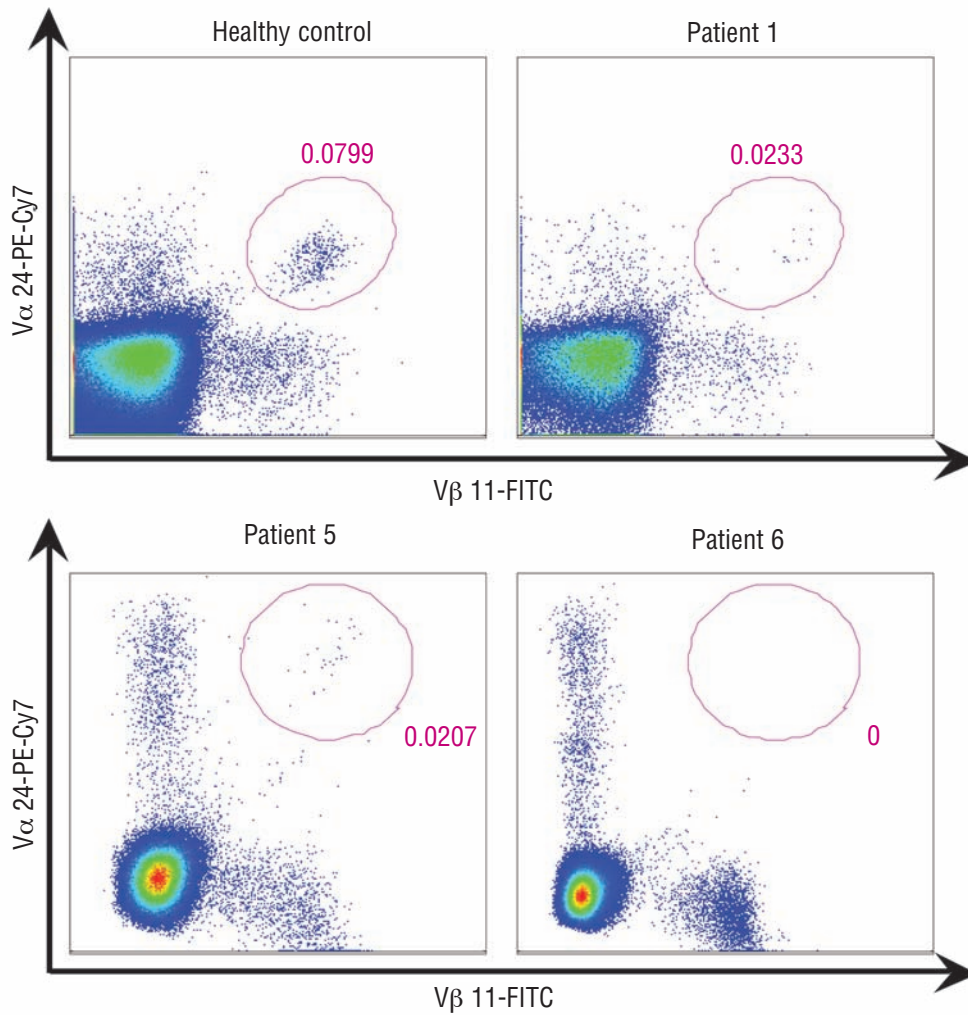 Healthy control
Patient 1
0.0799
0.0233
Vα 24-PE-Cy7
Vβ 11-FITC
Patient 5
Patient 6
0.0207
0
Vα 24-PE-Cy7
Vβ 11-FITC